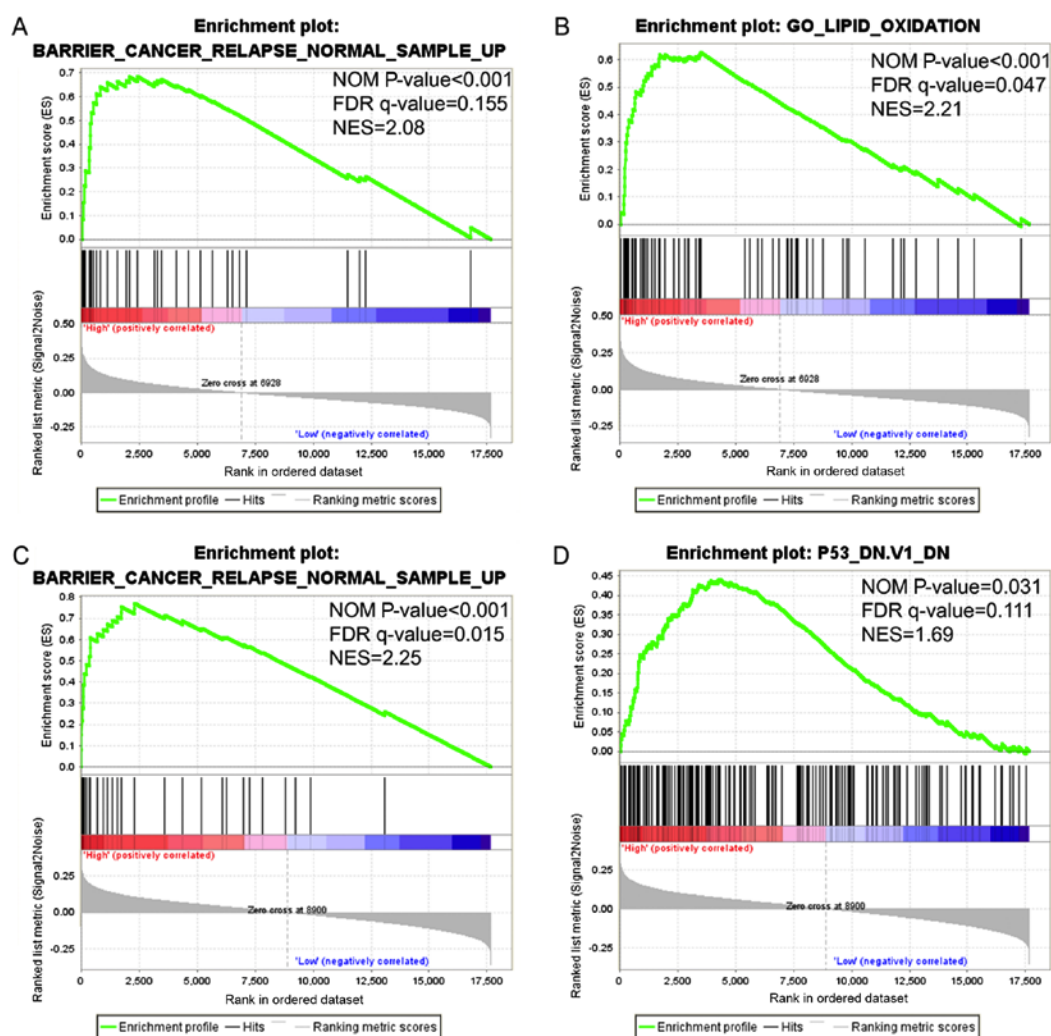 A
Enrichment plot:
BARRIER_CANCER_RELAPSE_NORMAL_SAMPLE_UP
NOM P-value<0.001
FDR q-value=0.155
NES=2.08
Enrichment score (ES)
0.7
0.6
0.5
0.4
0.3
0.2
0.1
0.0
'High' (positively correlated)
Ranked list metric (Signal2Noise)
0.50
0.25
0.00
-0.25
Zero cross at 6928
'Low' (negatively correlated)
0 2,500 5,000 7,500 10,000 12,500 15,000 17,500
Rank in ordered dataset
Enrichment profile Hits Ranking metric scores
B
Enrichment plot: GO_LIPID_OXIDATION
NOM P-value<0.001
FDR q-value=0.047
NES=2.21
Enrichment score (ES)
0.6
0.5
0.4
0.3
0.2
0.1
0.0
'High' (positively correlated)
Ranked list metric (Signal2Noise)
0.50
0.25
0.00
-0.25
Zero cross at 6928
'Low' (negatively correlated)
0 2,500 5,000 7,500 10,000 12,500 15,000 17,500
Rank in ordered dataset
Enrichment profile Hits Ranking metric scores
C
Enrichment plot:
BARRIER_CANCER_RELAPSE_NORMAL_SAMPLE_UP
NOM P-value<0.001
FDR q-value=0.015
NES=2.25
Enrichment score (ES)
0.8
0.7
0.6
0.5
0.4
0.3
0.2
0.1
0.0
'High' (positively correlated)
Ranked list metric (Signal2Noise)
0.25
0.00
-0.25
Zero cross at 8900
'Low' (negatively correlated)
0 2,500 5,000 7,500 10,000 12,500 15,000 17,500
Rank in ordered dataset
Enrichment profile Hits Ranking metric scores
D
Enrichment plot: P53_DN.V1_DN
NOM P-value=0.031
FDR q-value=0.111
NES=1.69
Enrichment score (ES)
0.45
0.40
0.35
0.30
0.25
0.20
0.15
0.10
0.05
0.00
'High' (positively correlated)
Ranked list metric (Signal2Noise)
0.25
0.00
-0.25
Zero cross at 8900
'Low' (negatively correlated)
0 2,500 5,000 7,500 10,000 12,500 15,000 17,500
Rank in ordered dataset
Enrichment profile Hits Ranking metric scores